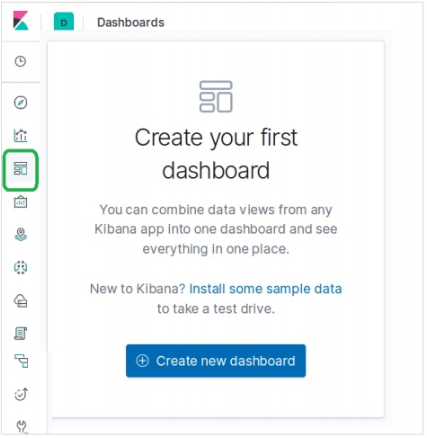 D Dashboards
Create your first
dashboard
You can combine data views from any
Kibana app into one dashboard and see
everything in one place.
New to Kibana? Install some sample data
to take a test drive.
Create new dashboard